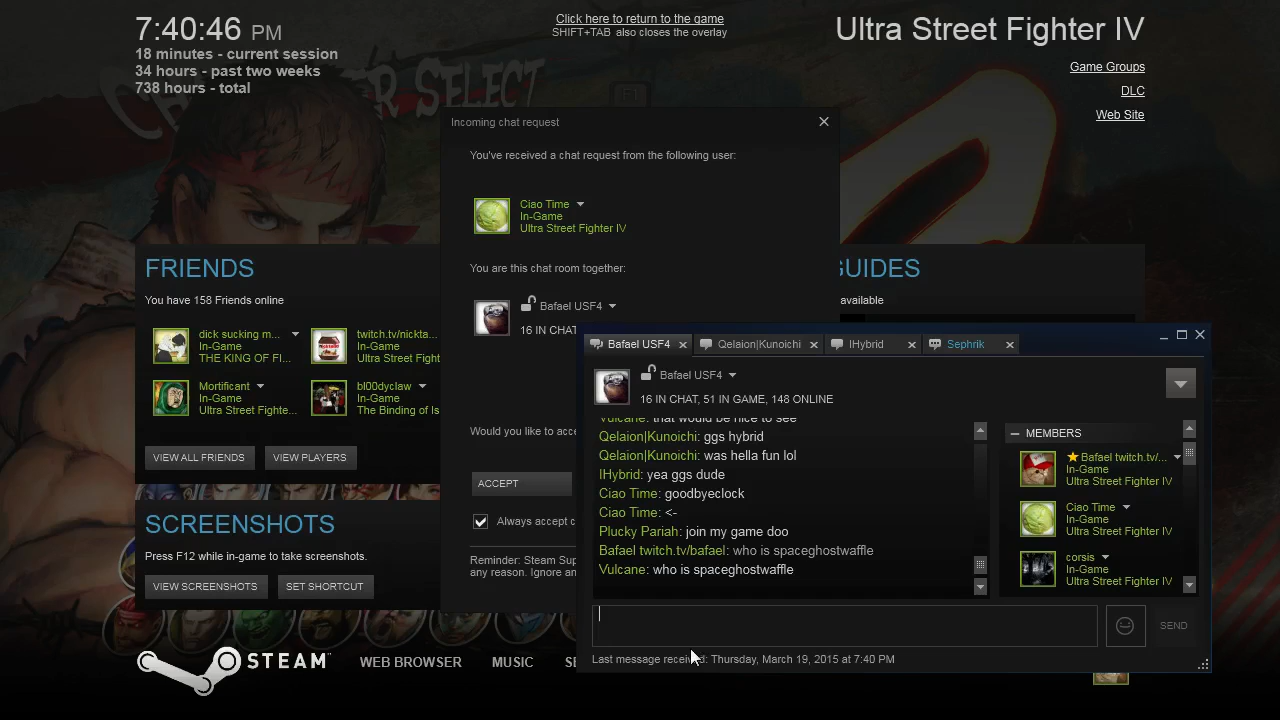 7:40:46 PM
18 minutes - current session
34 hours - past two weeks
738 hours - total
Click here to return to the game
SHIFT+TAB also closes the overlay
Ultra Street Fighter IV
Game Groups
DLC
Web Site
R SELECT
Incoming chat request
You've received a chat request from the following user:
Ciao Time
In-Game
Ultra Street Fighter IV
You are this chat room together:
Bafael USF4
16 IN CHAT
Would you like to acce
ACCEPT
Always accept c
Reminder: Steam Sup
any reason. Ignore an
FRIENDS
You have 158 Friends online
dick sucking m...
In-Game
THE KING OF FI...
twitch.tv/nickta...
In-Game
Ultra Street Fight
Mortificant
In-Game
Ultra Street Fighte...
bl00dyclaw
In-Game
The Binding of Is
VIEW ALL FRIENDS
VIEW PLAYERS
GUIDES
available
SCREENSHOTS
Press F12 while in-game to take screenshots.
VIEW SCREENSHOTS
SET SHORTCUT
Bafael USF4
Qelaion|Kunoichi
IHybrid
Sephrik
Bafael USF4
16 IN CHAT, 51 IN GAME, 148 ONLINE
Vulcane: that would be nice to see
Qelaion|Kunoichi: ggs hybrid
Qelaion|Kunoichi: was hella fun lol
IHybrid: yea ggs dude
Ciao Time: goodbyeclock
Ciao Time: <-
Plucky Pariah: join my game doo
Bafael twitch.tv/bafael: who is spaceghostwaffle
Vulcane: who is spaceghostwaffle
MEMBERS
Bafael twitch.tv/...
In-Game
Ultra Street Fighter IV
Ciao Time
In-Game
Ultra Street Fighter IV
corsis
In-Game
Ultra Street Fighter IV
SEND
Last message received: Thursday, March 19, 2015 at 7:40 PM
STEAM
WEB BROWSER
MUSIC
SE